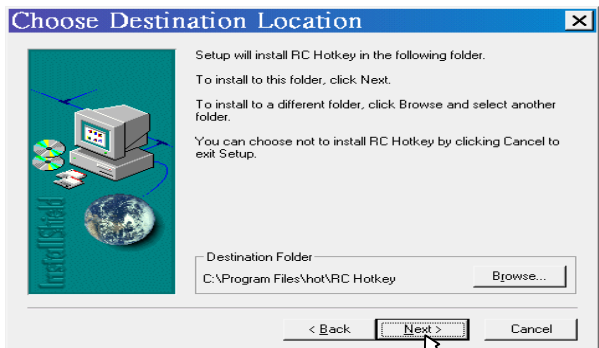 Choose Destination Location
Setup will install RC Hotkey in the following folder.
To install to this folder, click Next.
To install to a different folder, click Browse and select another
folder.
You can choose not to install RC Hotkey by clicking Cancel to
exit Setup.
InstallShield
Destination Folder
C:\Program Files\hot\RC Hotkey
Browse...
< Back
Next >
Cancel